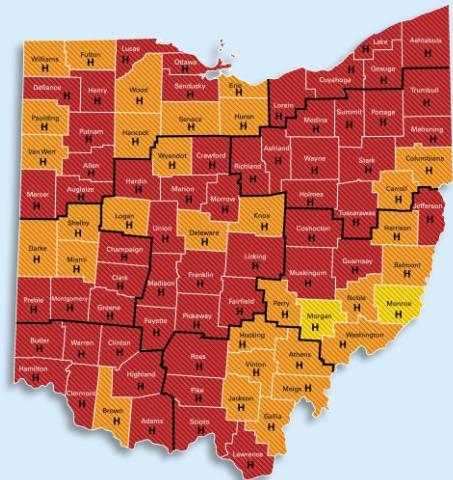 Williams
H
Fulton
H
Lucas
H
Ottawa
H
Lake
H
Ashtabula
H
Geauga
H
Cuyahoga
H
Defiance
H
Henry
H
Wood
H
Sandusky
H
Erie
H
Lorain
H
Trumbull
H
Paulding
H
Putnam
H
Hancock
H
Seneca
H
Huron
H
Medina
H
Summit
H
Portage
H
Mahoning
H
Van Wert
H
Allen
H
Wyandot
H
Crawford
H
Richland
H
Ashland
H
Wayne
H
Stark
H
Columbiana
H
Mercer
H
Auglaize
H
Hardin
H
Marion
H
Morrow
H
Holmes
H
Carroll
H
Tuscarawas
H
Jefferson
H
Shelby
H
Logan
H
Union
H
Delaware
H
Knox
H
Coshocton
H
Harrison
H
Darke
H
Miami
H
Champaign
H
Licking
H
Muskingum
H
Guernsey
H
Belmont
H
Clark
H
Madison
H
Franklin
H
Preble
H
Montgomery
H
Greene
H
Fayette
H
Pickaway
H
Fairfield
H
Perry
H
Morgan
H
Noble
H
Monroe
H
Washington
H
Butler
H
Warren
H
Clinton
H
Ross
H
Hocking
H
Athens
H
Hamilton
H
Clermont
H
Highland
H
Pike
H
Vinton
H
Meigs H
Brown
H
Adams
H
Scioto
H
Jackson
H
Gallia
H
Lawrence
H